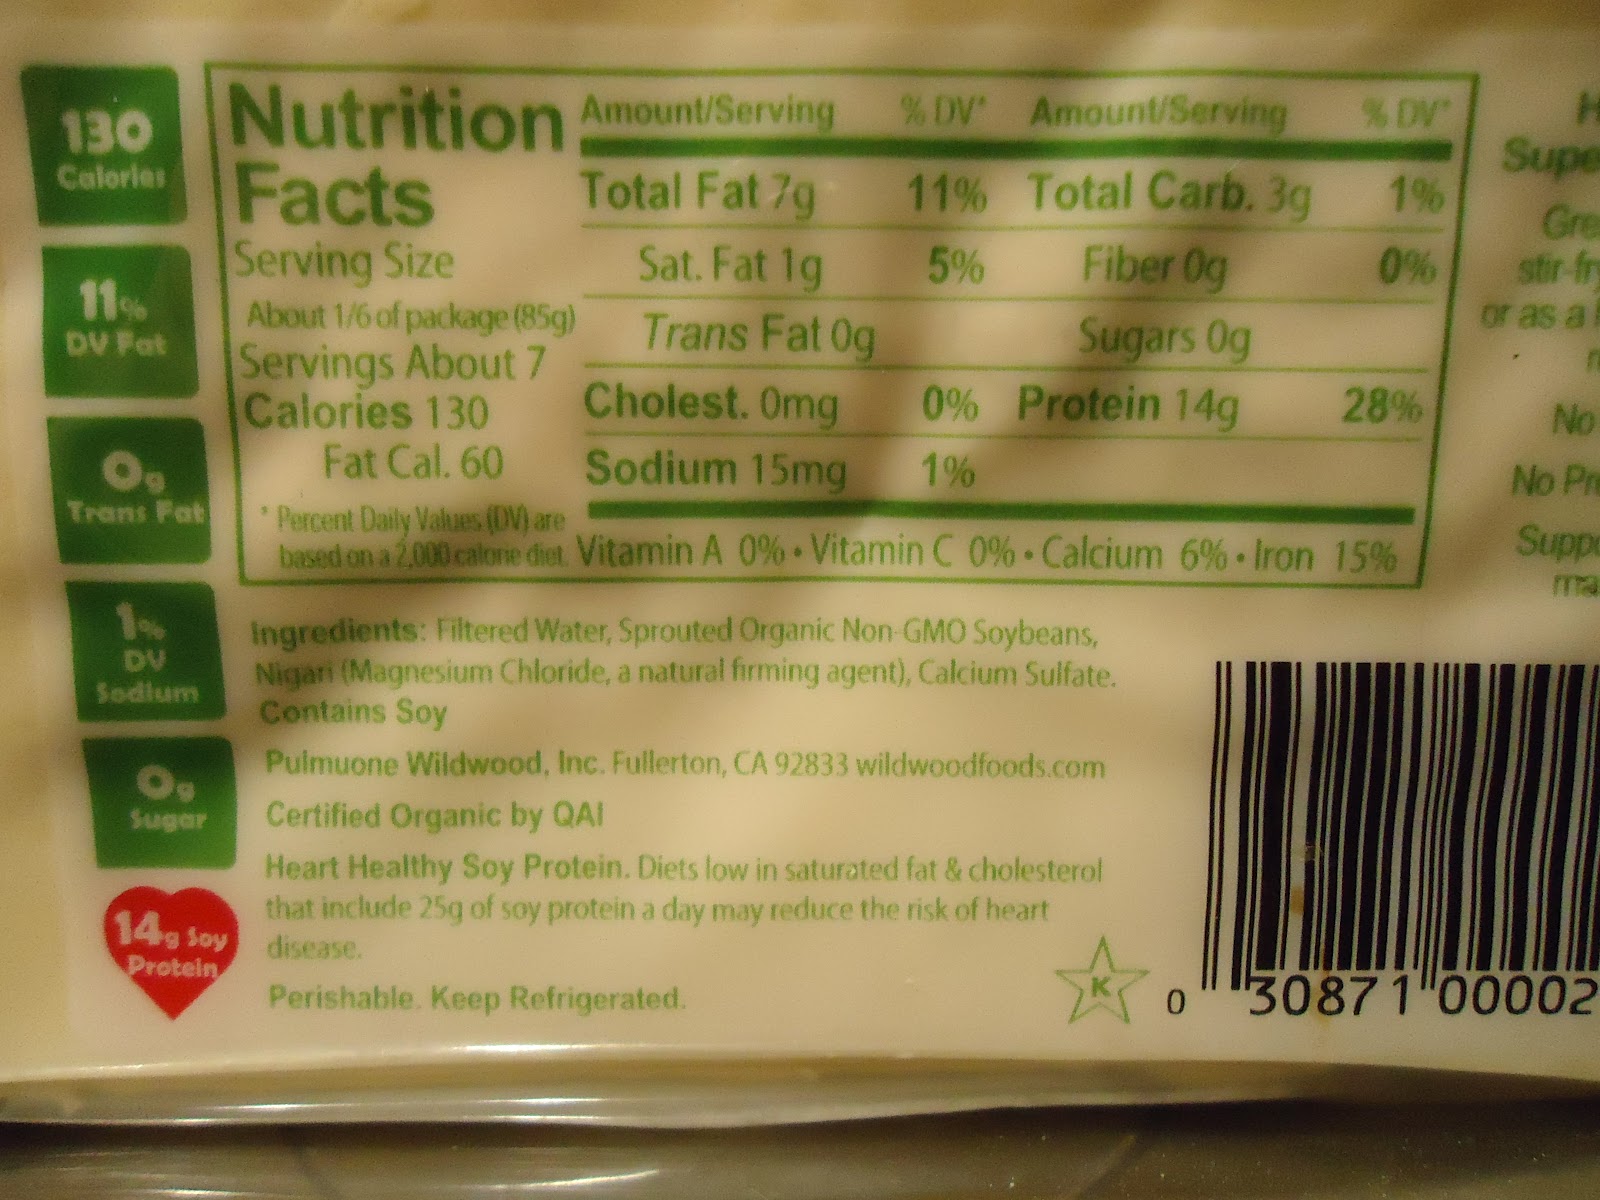 130
Calories
11%
DV Fat
0g
Trans Fat
1%
DV
Sodium
0g
Sugar
14g Soy
Protein
Nutrition
Facts
Serving Size
About 1/6 of package (85g)
Servings About 7
Calories 130
Fat Cal. 60
* Percent Daily Values (DV) are
based on a 2,000 calorie diet.
Amount/Serving % DV* Amount/Serving % DV*
Total Fat 7g 11% Total Carb. 3g 1%
Sat. Fat 1g 5% Fiber 0g 0%
Trans Fat 0g Sugars 0g
Cholest. 0mg 0% Protein 14g 28%
Sodium 15mg 1%
Vitamin A 0% • Vitamin C 0% • Calcium 6% • Iron 15%
Ingredients: Filtered Water, Sprouted Organic Non-GMO Soybeans,
Nigari (Magnesium Chloride, a natural firming agent), Calcium Sulfate.
Contains Soy
Pulmuone Wildwood, Inc. Fullerton, CA 92833 wildwoodfoods.com
Certified Organic by QAI
Heart Healthy Soy Protein. Diets low in saturated fat & cholesterol
that include 25g of soy protein a day may reduce the risk of heart
disease.
Perishable. Keep Refrigerated.
K
0 30871 00002
stir-fr
or as a
No
No